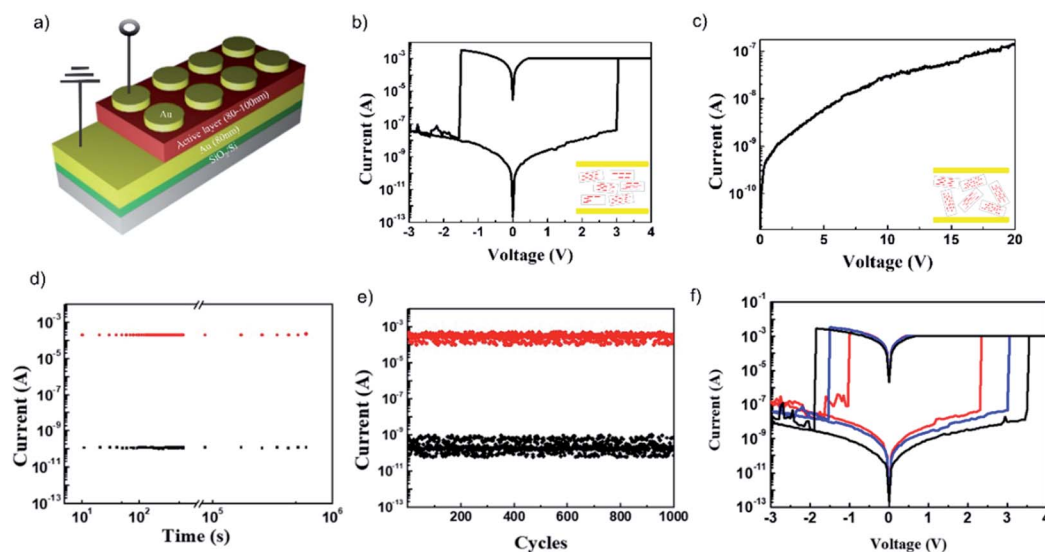 a)
Au
Active layer (80~100nm)
Au (80nm)
SiO₂/Si
b)
Current (A)
10⁻³
10⁻⁵
10⁻⁷
10⁻⁹
10⁻¹¹
10⁻¹³
-3 -2 -1 0 1 2 3 4
Voltage (V)
c)
Current (A)
10⁻⁷
10⁻⁸
10⁻⁹
10⁻¹⁰
0 5 10 15 20
Voltage (V)
d)
Current (A)
10⁻³
10⁻⁵
10⁻⁷
10⁻⁹
10⁻¹¹
10⁻¹³
10¹ 10² 10⁵ 10⁶
Time (s)
e)
Current (A)
10⁻¹
10⁻³
10⁻⁵
10⁻⁷
10⁻⁹
10⁻¹¹
10⁻¹³
200 400 600 800 1000
Cycles
f)
Current (A)
10⁻¹
10⁻³
10⁻⁵
10⁻⁷
10⁻⁹
10⁻¹¹
10⁻¹³
-3 -2 -1 0 1 2 3 4
Voltage (V)